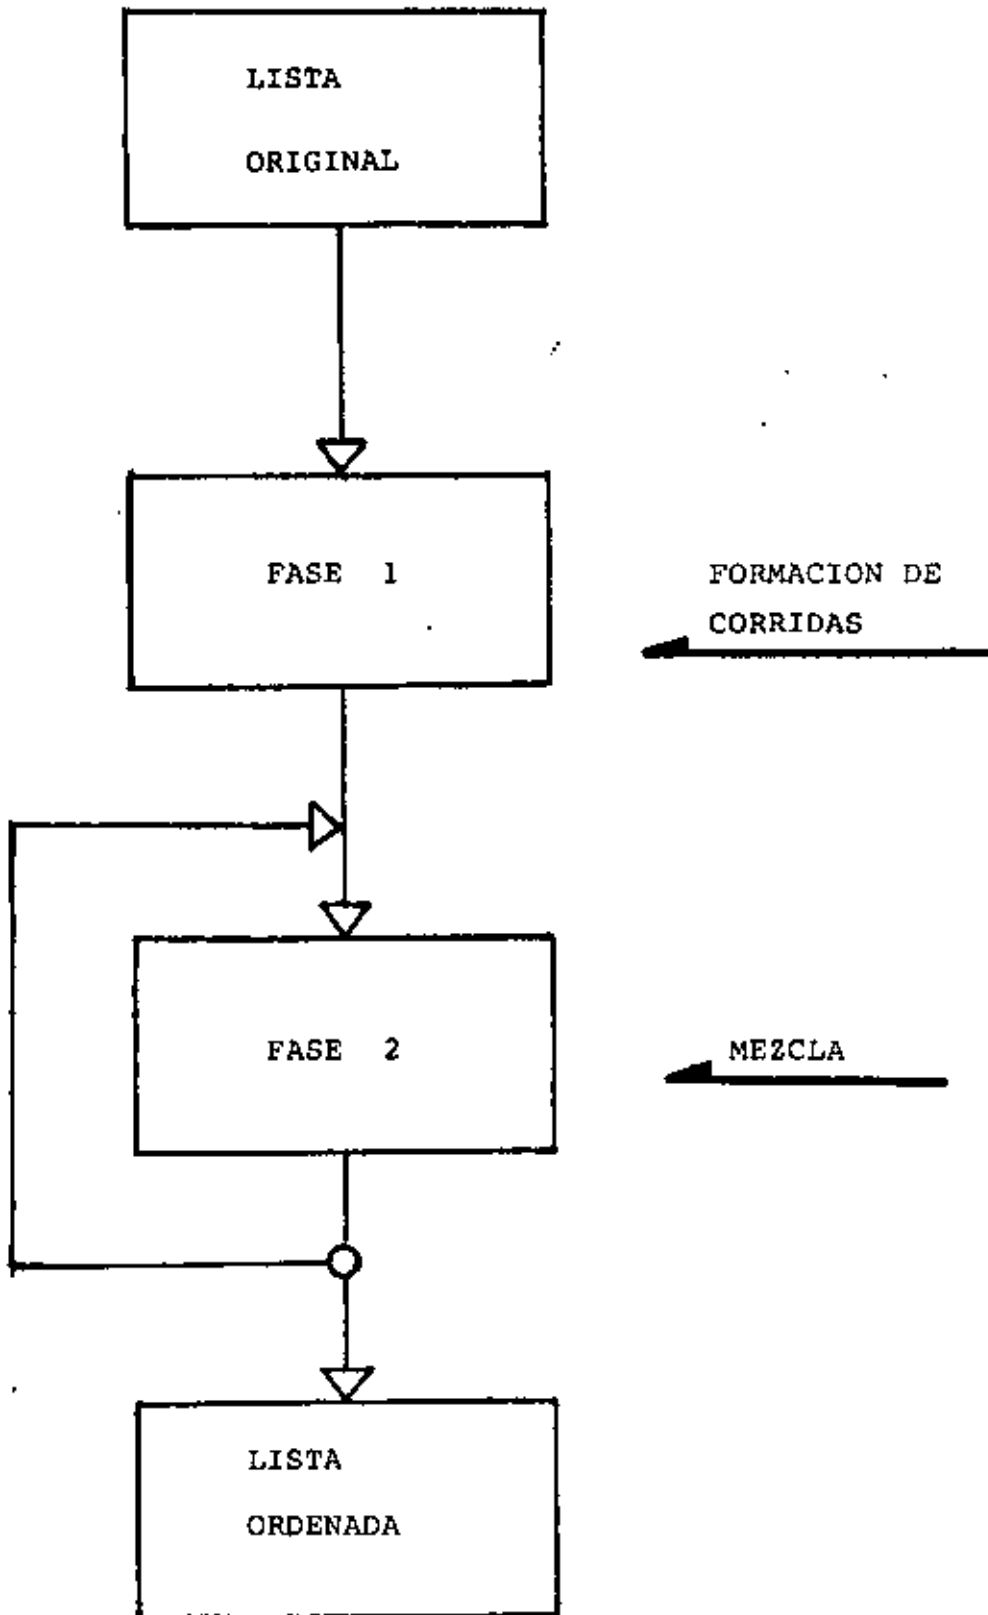 LISTA
ORIGINAL
FASE 1
FORMACION DE
CORRIDAS
FASE 2
MEZCLA
LISTA
ORDENADA